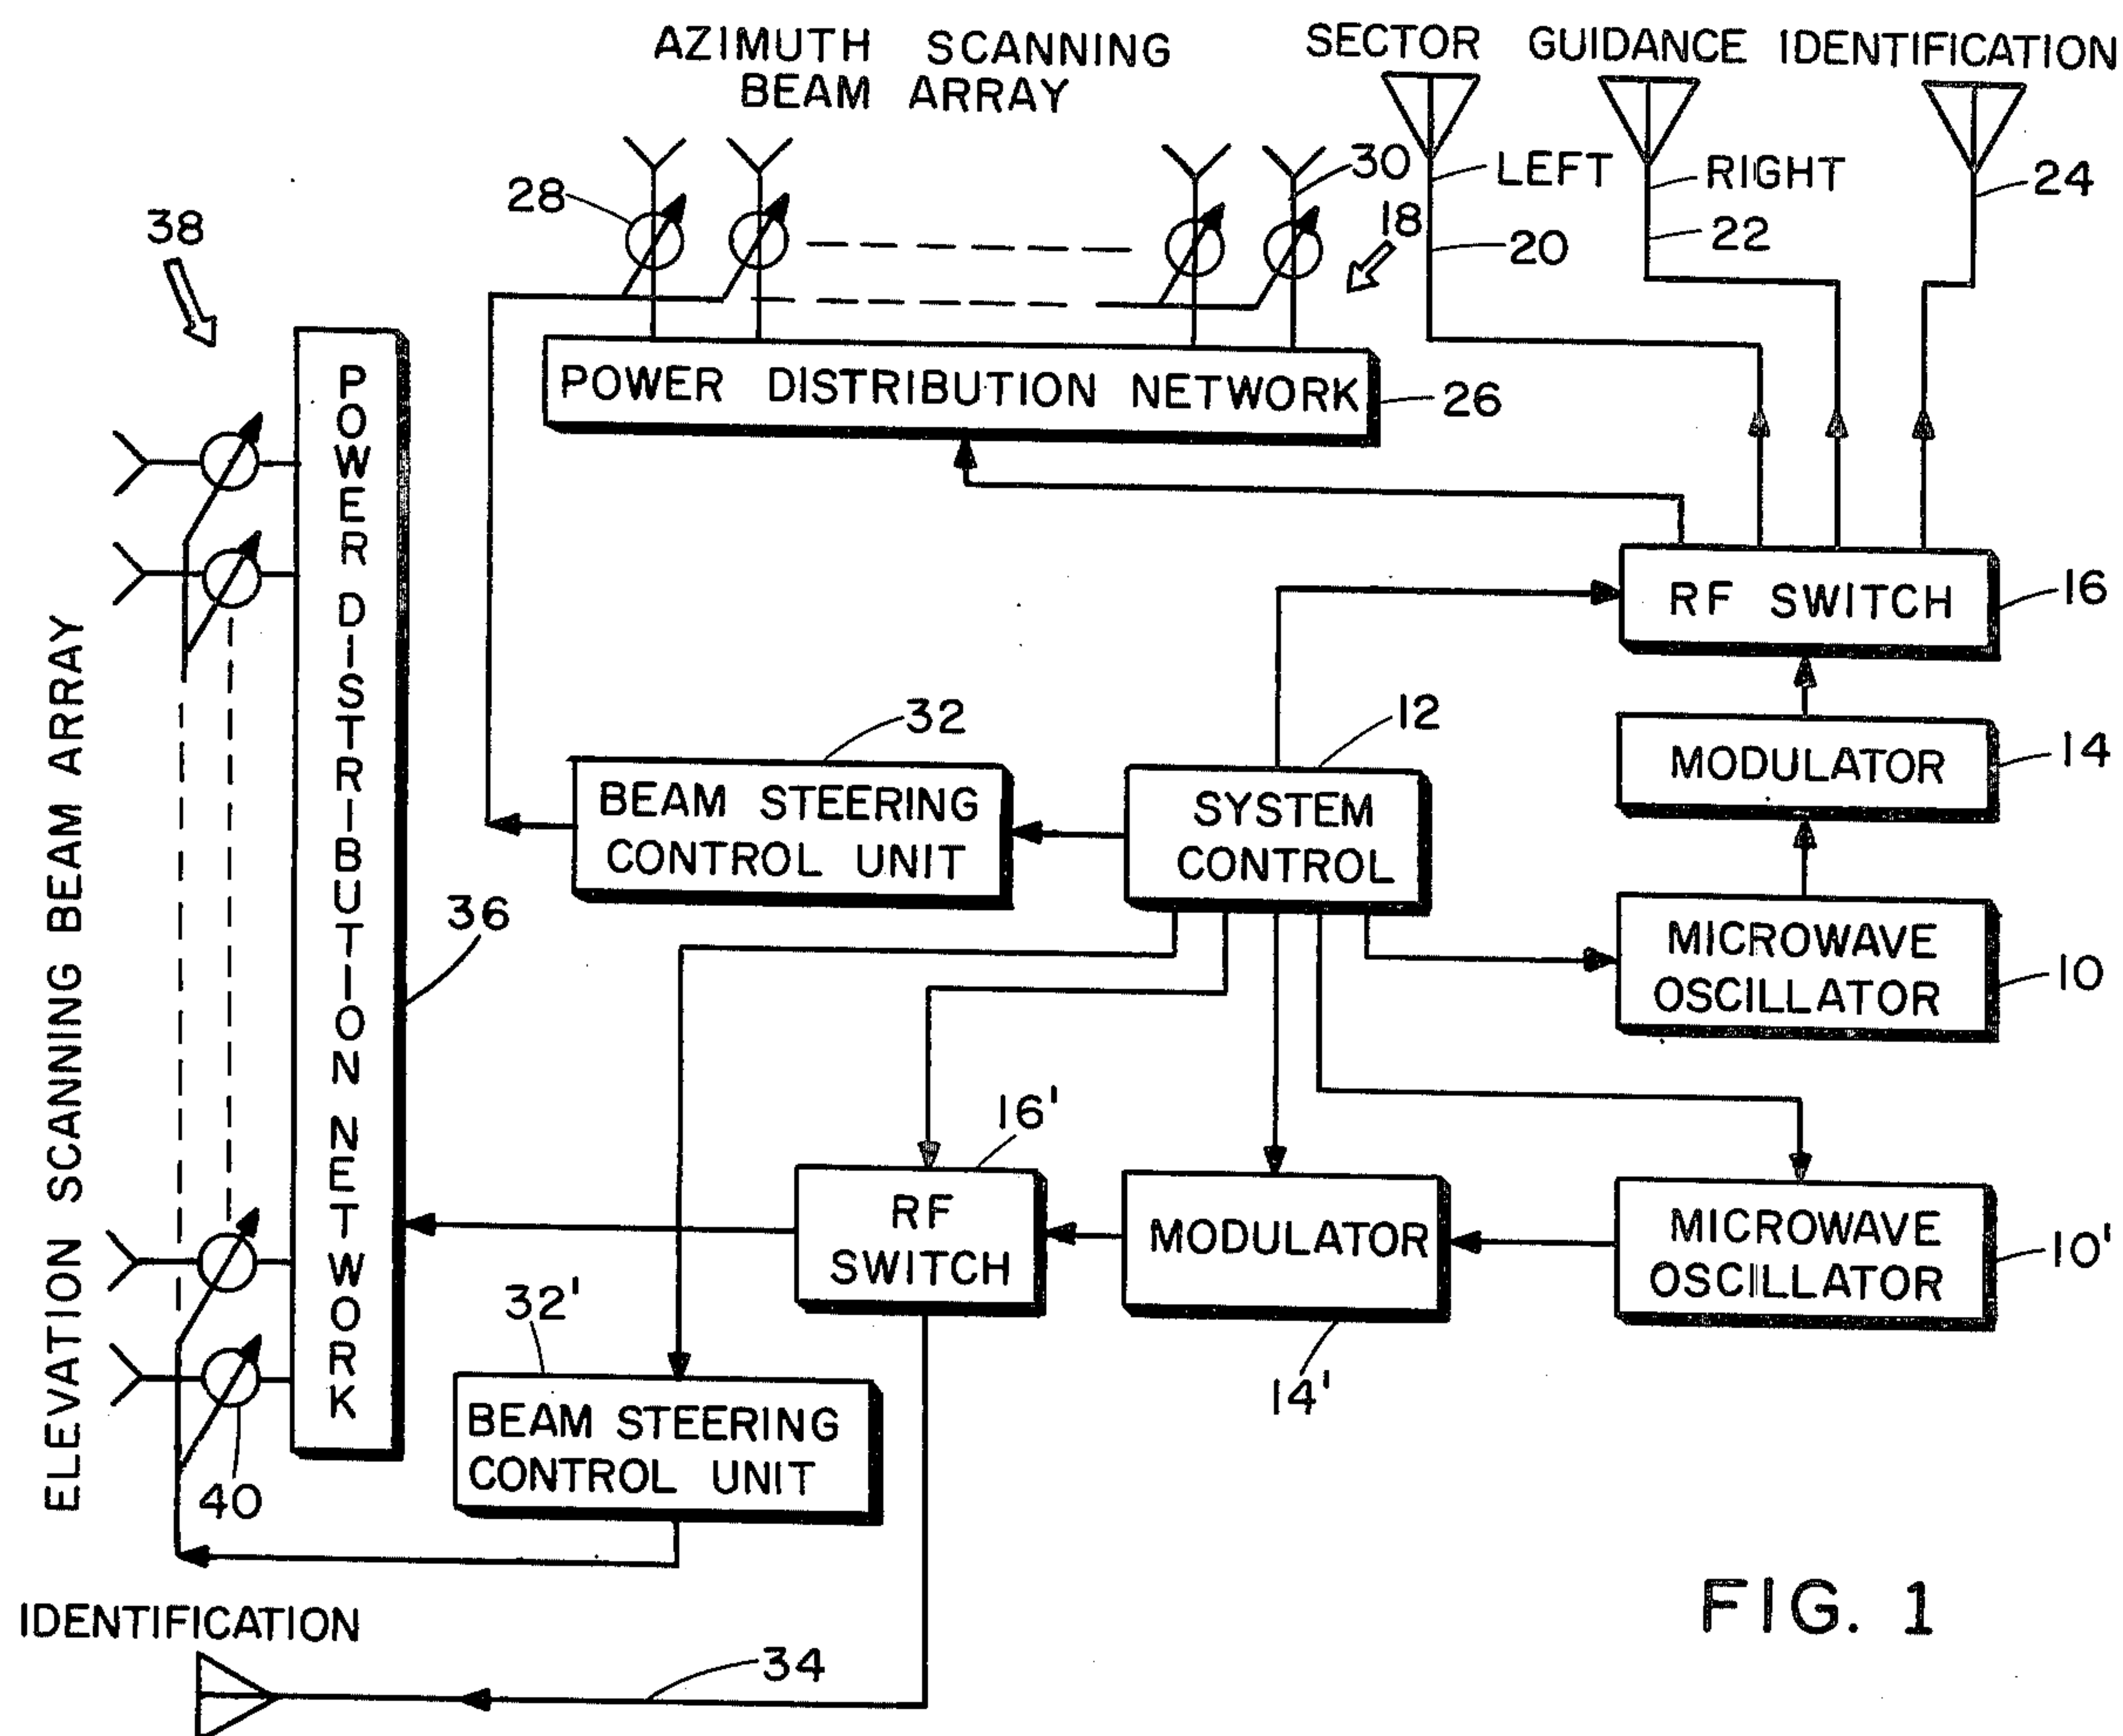 AZIMUTH SCANNING
BEAM ARRAY
SECTOR GUIDANCE IDENTIFICATION
28
30
18
LEFT
20
RIGHT
22
24
38
POWER DISTRIBUTION NETWORK
26
POWER DISTRIBUTION NETWORK
36
ELEVATION SCANNING BEAM ARRAY
RF SWITCH
16
32
12
MODULATOR
14
BEAM STEERING
CONTROL UNIT
SYSTEM
CONTROL
MICROWAVE
OSCILLATOR
10
16'
RF
SWITCH
MODULATOR
14'
MICROWAVE
OSCILLATOR
10'
32'
BEAM STEERING
CONTROL UNIT
40
IDENTIFICATION
34
FIG. 1